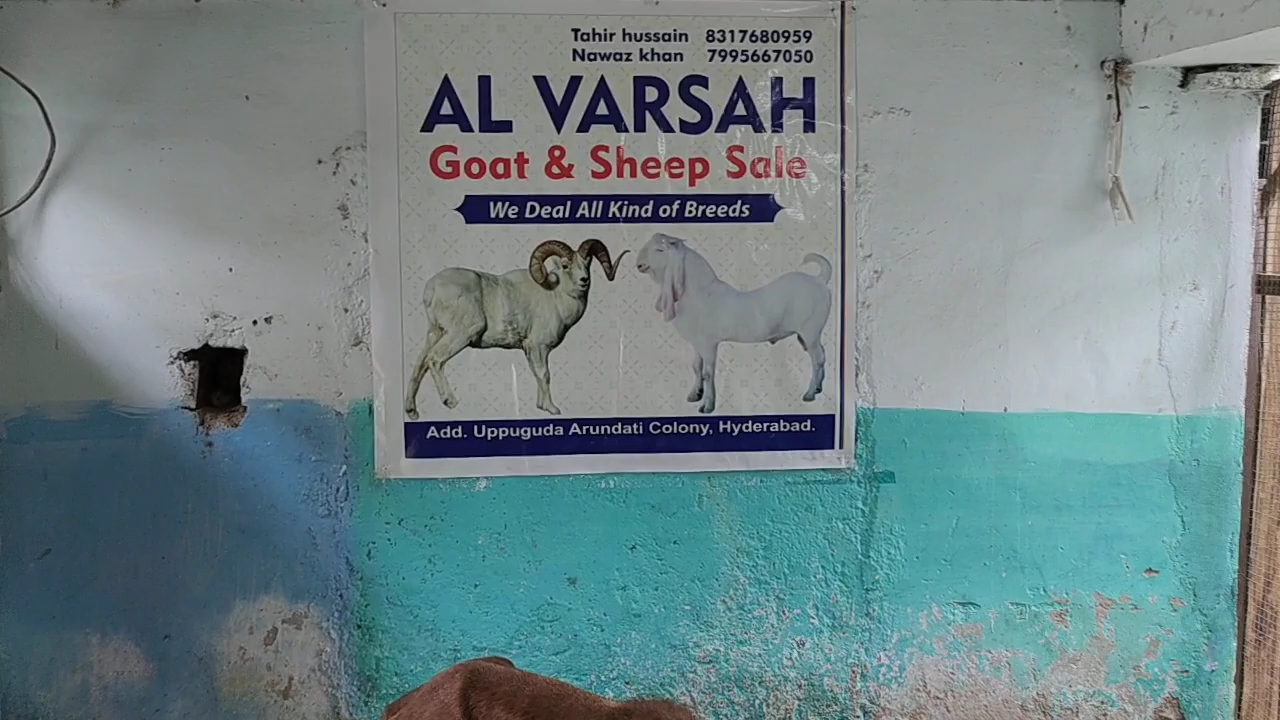 Tahir hussain 8317680959
Nawaz khan 7995667050
AL VARSAH
Goat & Sheep Sale
We Deal All Kind of Breeds
Add. Uppuguda Arundati Colony, Hyderabad.